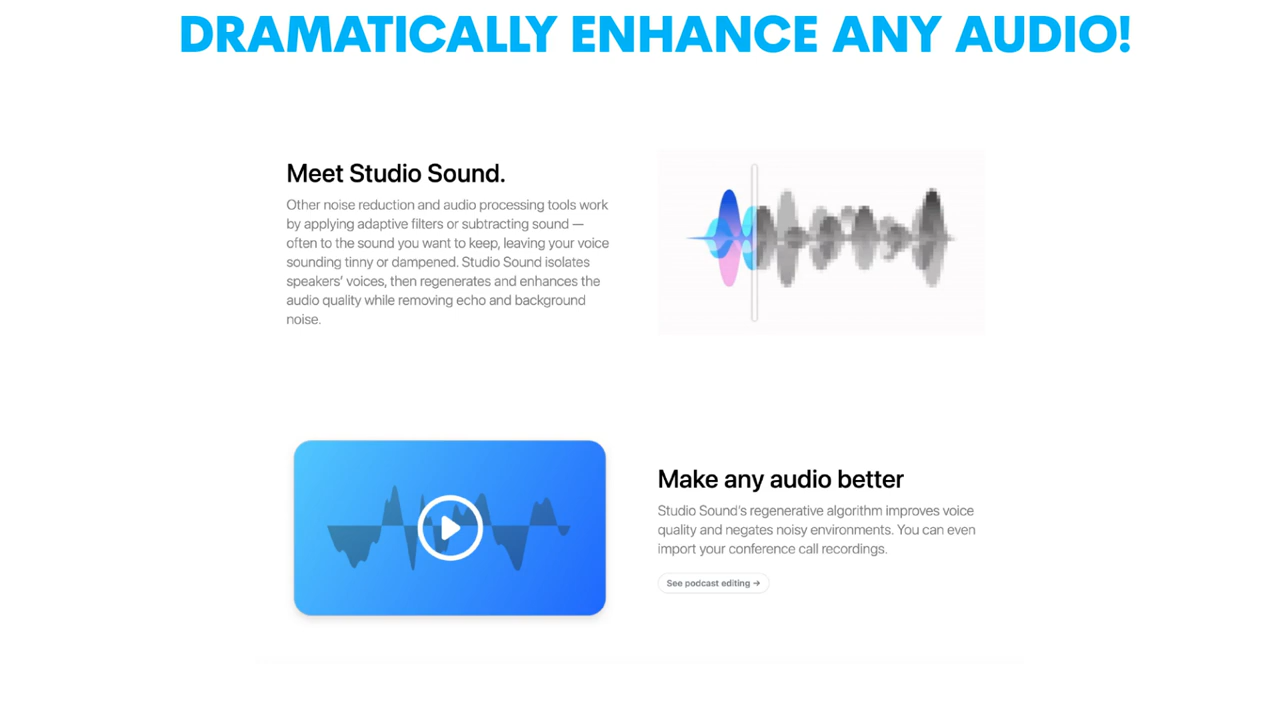 DRAMATICALLY ENHANCE ANY AUDIO!
Meet Studio Sound.
Other noise reduction and audio processing tools work
by applying adaptive filters or subtracting sound —
often to the sound you want to keep, leaving your voice
sounding tinny or dampened. Studio Sound isolates
speakers’ voices, then regenerates and enhances the
audio quality while removing echo and background
noise.
Make any audio better
Studio Sound’s regenerative algorithm improves voice
quality and negates noisy environments. You can even
import your conference call recordings.
See podcast editing →